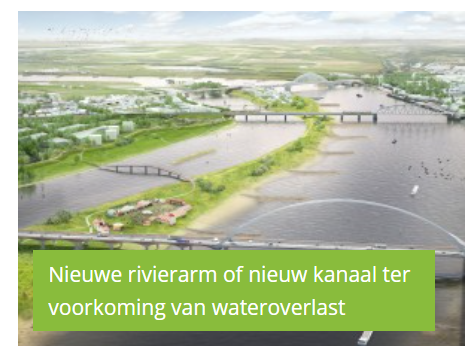 Nieuwe rivierarm of nieuw kanaal ter
voorkoming van wateroverlast